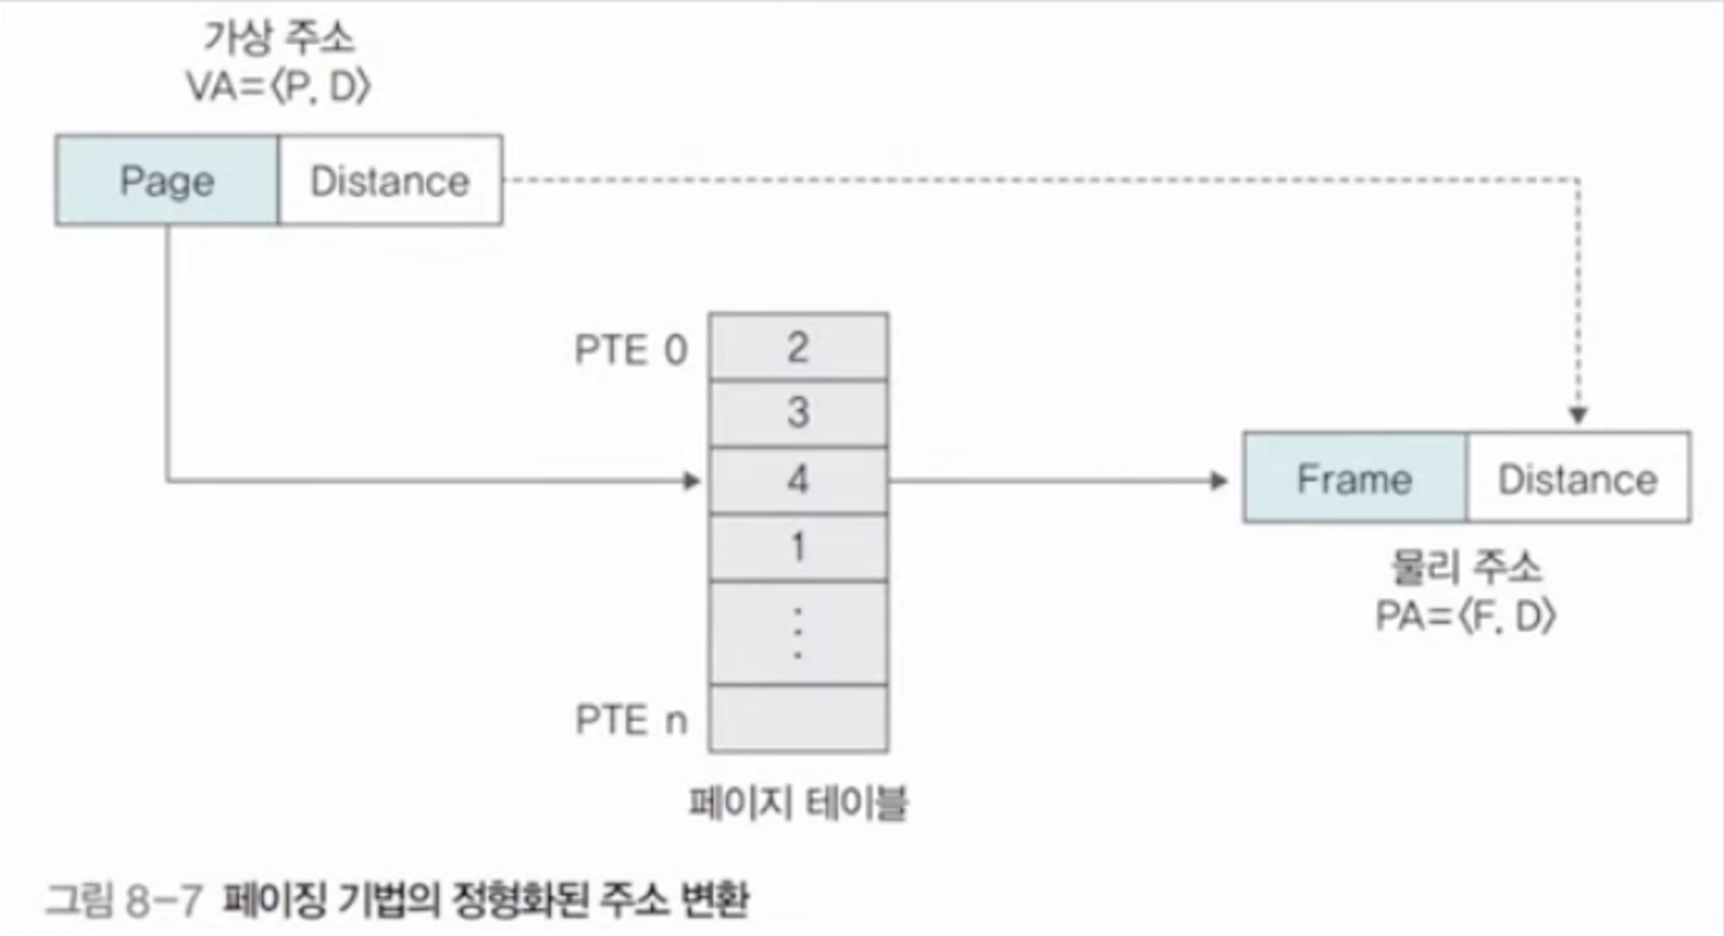 가상 주소
VA=⟨P, D⟩
Page
Distance
PTE 0
2
3
4
1
⋮
PTE n
페이지 테이블
Frame
Distance
물리 주소
PA=⟨F, D⟩
그림 8-7 페이징 기법의 정형화된 주소 변환